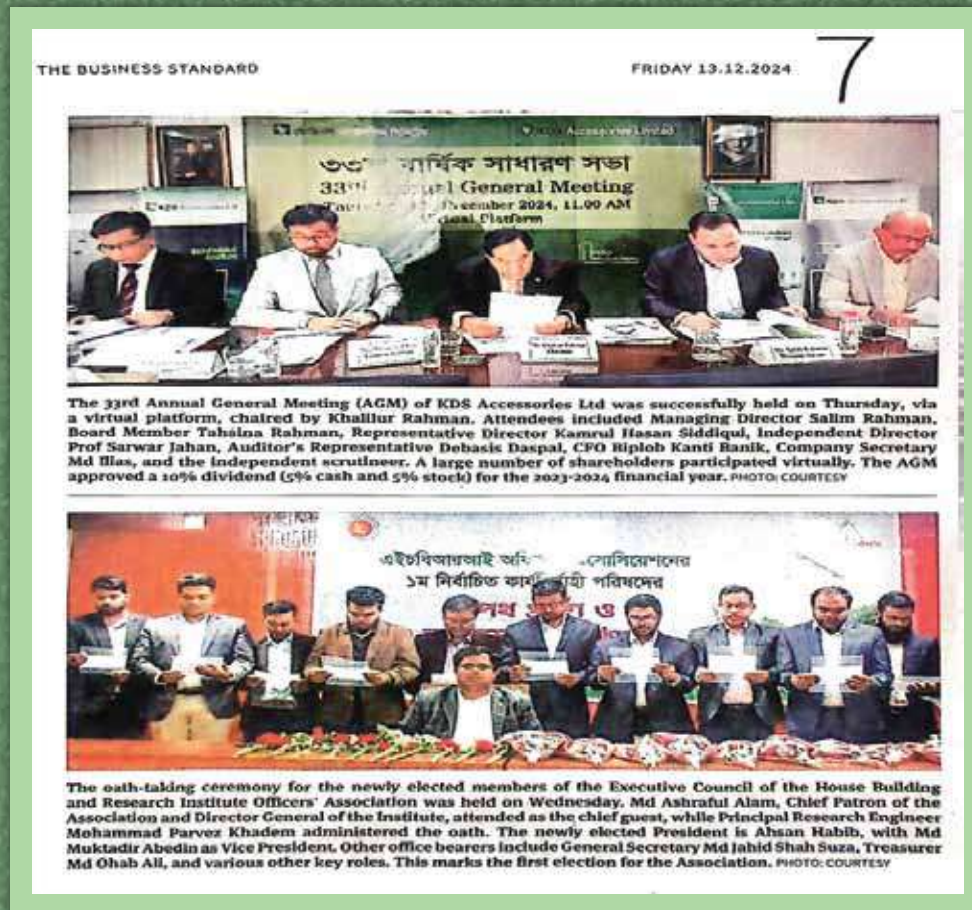 THE BUSINESS STANDARD
FRIDAY 13.12.2024
7
Accessories Limited
সাধারণ সভা
33rd Annual General Meeting
December 2024, 11.00 AM
Virtual Platform
The 33rd Annual General Meeting (AGM) of KDS Accessories Ltd was successfully held on Thursday, via
a virtual platform, chaired by Khalilur Rahman. Attendees included Managing Director Salim Rahman,
Board Member Tahsina Rahman, Representative Director Kamrul Hasan Siddiqui, Independent Director
Prof Sarwar Jahan, Auditor's Representative Debasis Daspal, CFO Biplob Kanti Banik, Company Secretary
Md Ilias, and the independent scrutineer. A large number of shareholders participated virtually. The AGM
approved a 10% dividend (5% cash and 5% stock) for the 2023-2024 financial year. PHOTO: COURTESY
এইচবিআরআই
১ম নির্বাচিত পরিষদের
ও
The oath-taking ceremony for the newly elected members of the Executive Council of the House Building
and Research Institute Officers' Association was held on Wednesday. Md Ashraful Alam, Chief Patron of the
Association and Director General of the Institute, attended as the chief guest, while Principal Research Engineer
Mohammad Parvez Khadem administered the oath. The newly elected President is Ahsan Habib, with Md
Muktadir Abedin as Vice President. Other office bearers include General Secretary Md Jahid Shah Suza, Treasurer
Md Ohab Ali, and various other key roles. This marks the first election for the Association. PHOTO: COURTESY